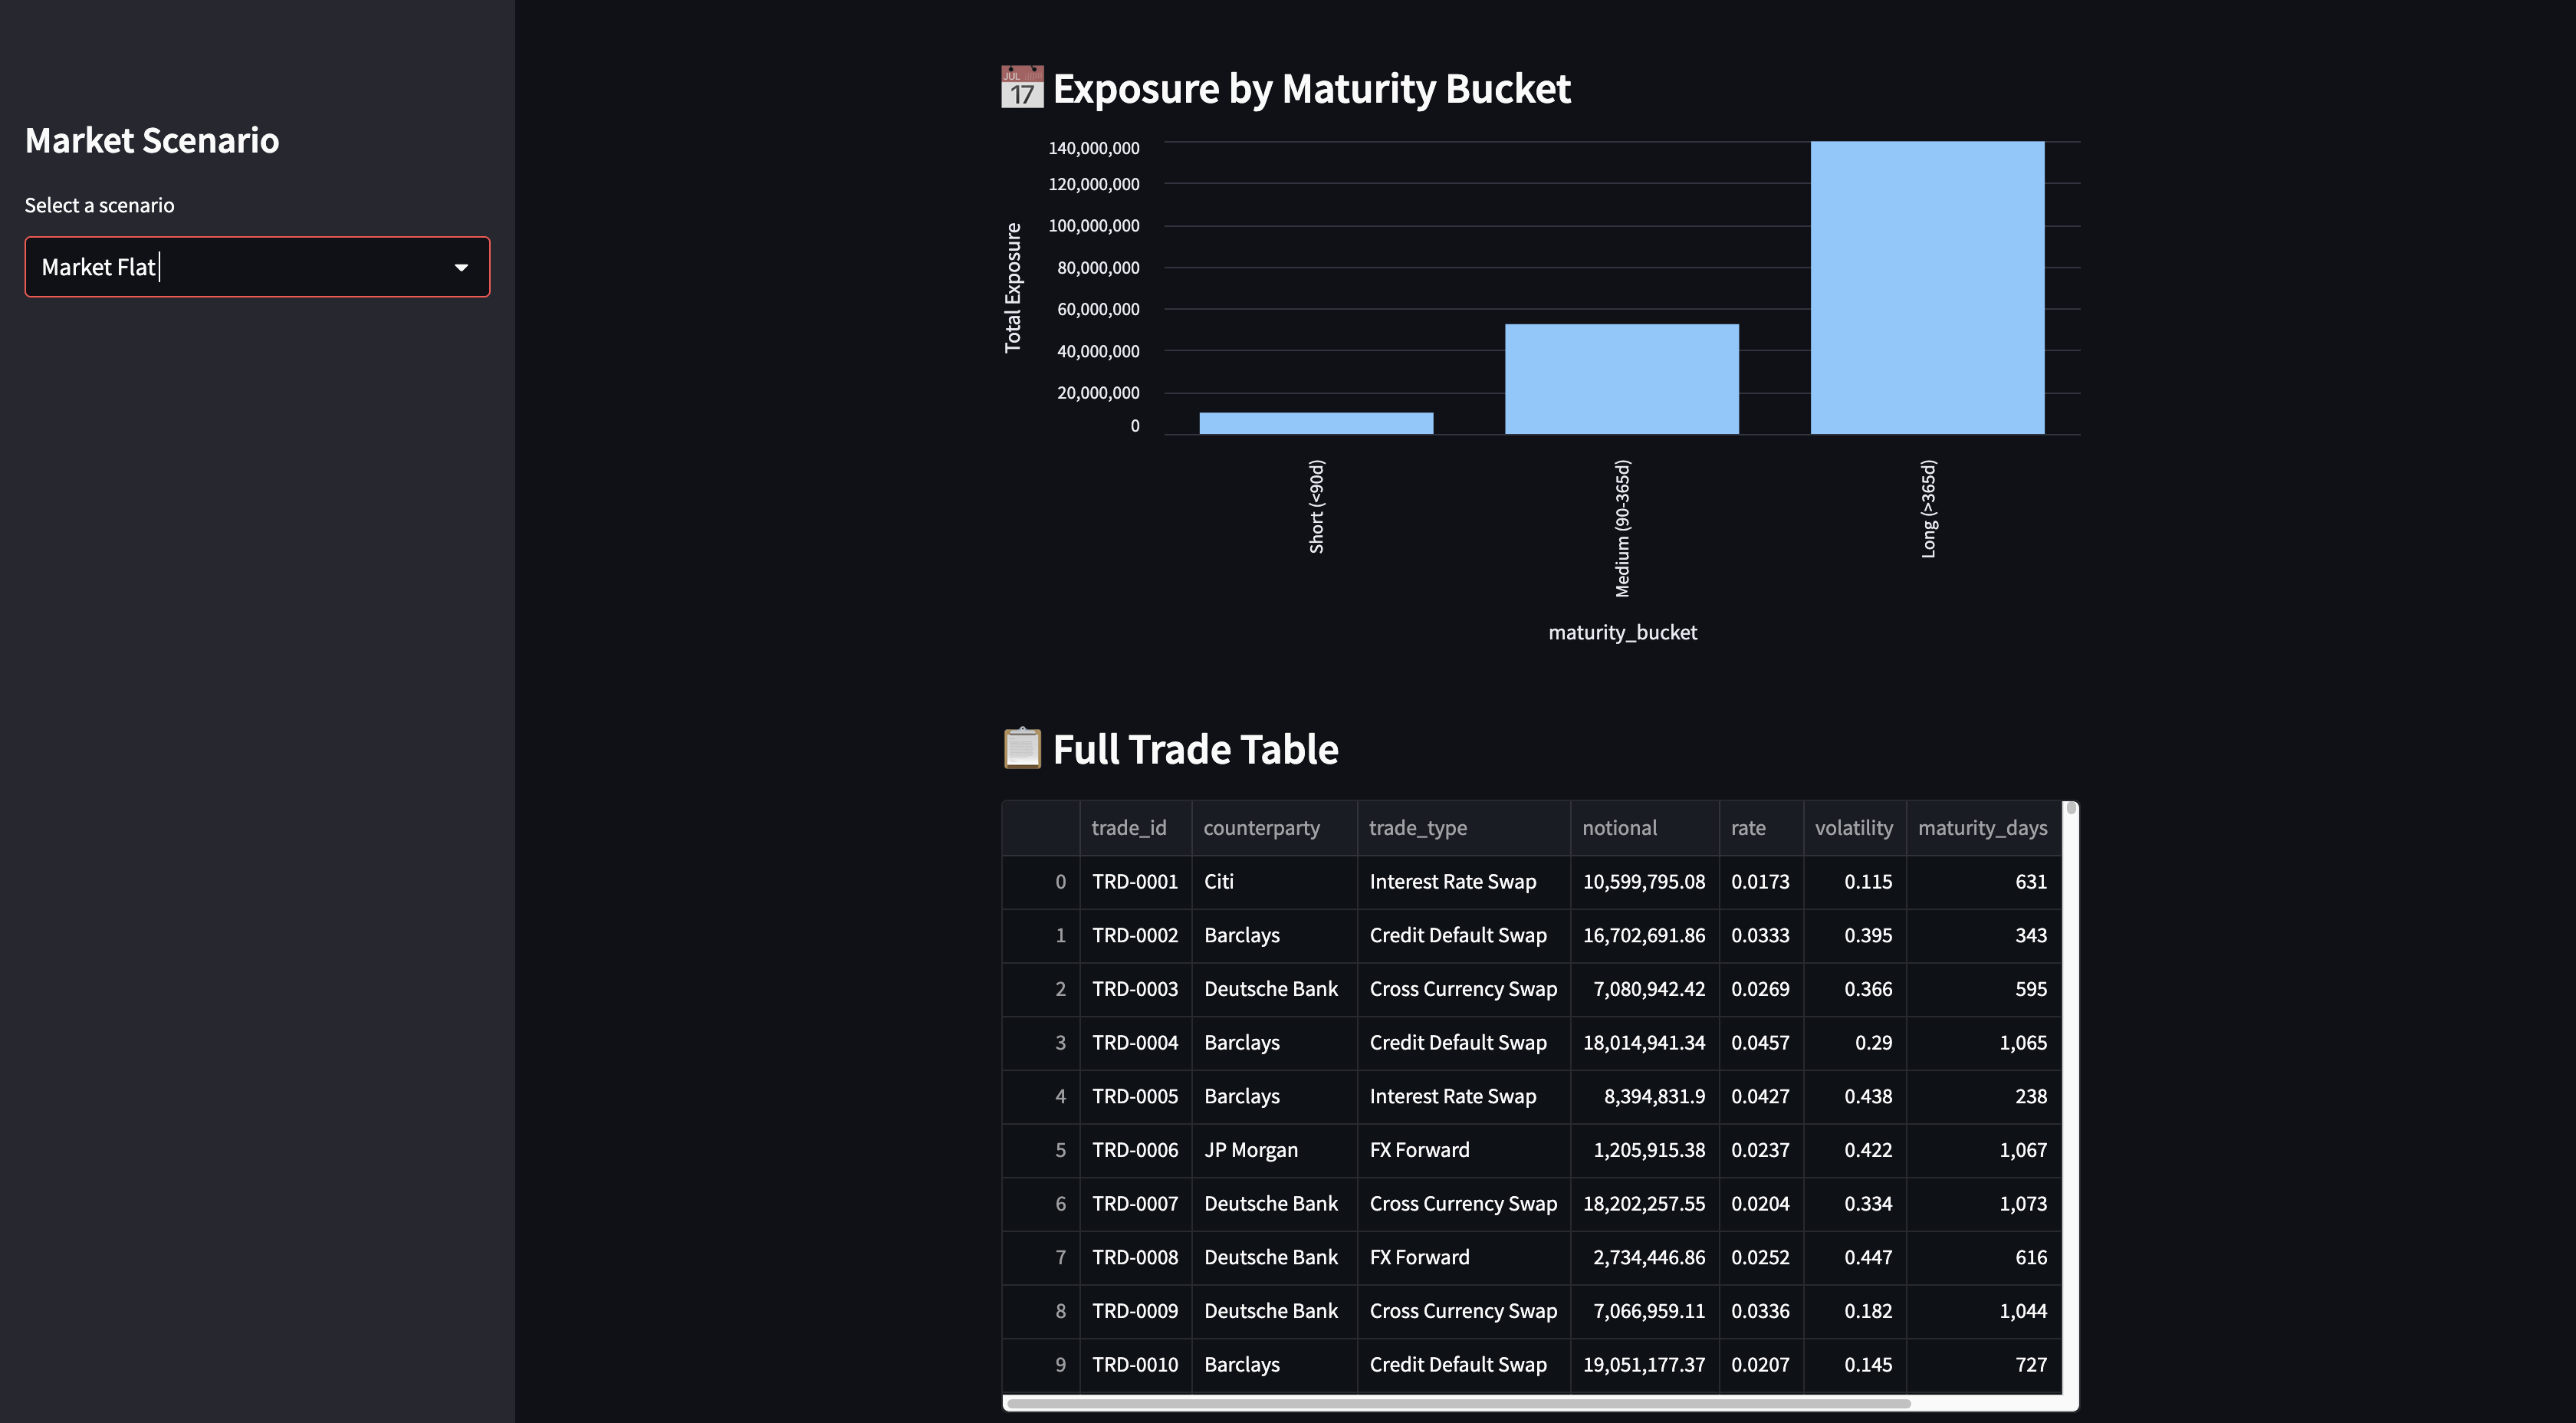 Market Scenario
Select a scenario
Market Flat
JUL
17
Exposure by Maturity Bucket
Total Exposure
140,000,000
120,000,000
100,000,000
80,000,000
60,000,000
40,000,000
20,000,000
0
Short (<90d)
Medium (90-365d)
Long (>365d)
maturity_bucket
Full Trade Table
trade_id counterparty trade_type notional rate volatility maturity_days
0 TRD-0001 Citi Interest Rate Swap 10,599,795.08 0.0173 0.115 631
1 TRD-0002 Barclays Credit Default Swap 16,702,691.86 0.0333 0.395 343
2 TRD-0003 Deutsche Bank Cross Currency Swap 7,080,942.42 0.0269 0.366 595
3 TRD-0004 Barclays Credit Default Swap 18,014,941.34 0.0457 0.29 1,065
4 TRD-0005 Barclays Interest Rate Swap 8,394,831.9 0.0427 0.438 238
5 TRD-0006 JP Morgan FX Forward 1,205,915.38 0.0237 0.422 1,067
6 TRD-0007 Deutsche Bank Cross Currency Swap 18,202,257.55 0.0204 0.334 1,073
7 TRD-0008 Deutsche Bank FX Forward 2,734,446.86 0.0252 0.447 616
8 TRD-0009 Deutsche Bank Cross Currency Swap 7,066,959.11 0.0336 0.182 1,044
9 TRD-0010 Barclays Credit Default Swap 19,051,177.37 0.0207 0.145 727